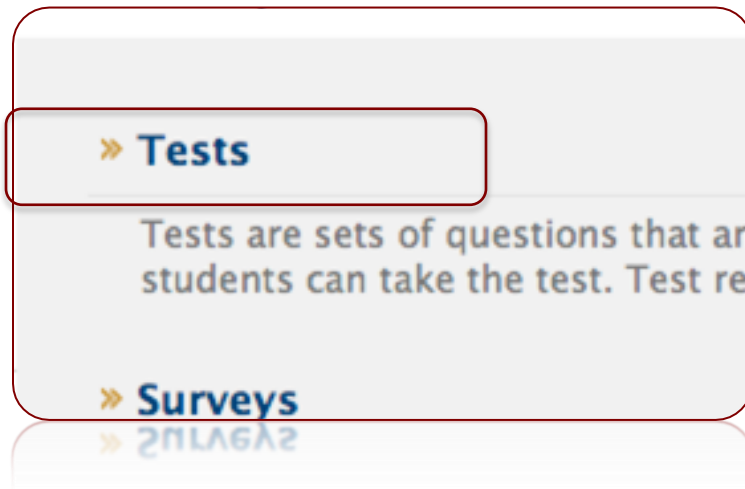 » Tests
Tests are sets of questions that ar
students can take the test. Test re
» Surveys